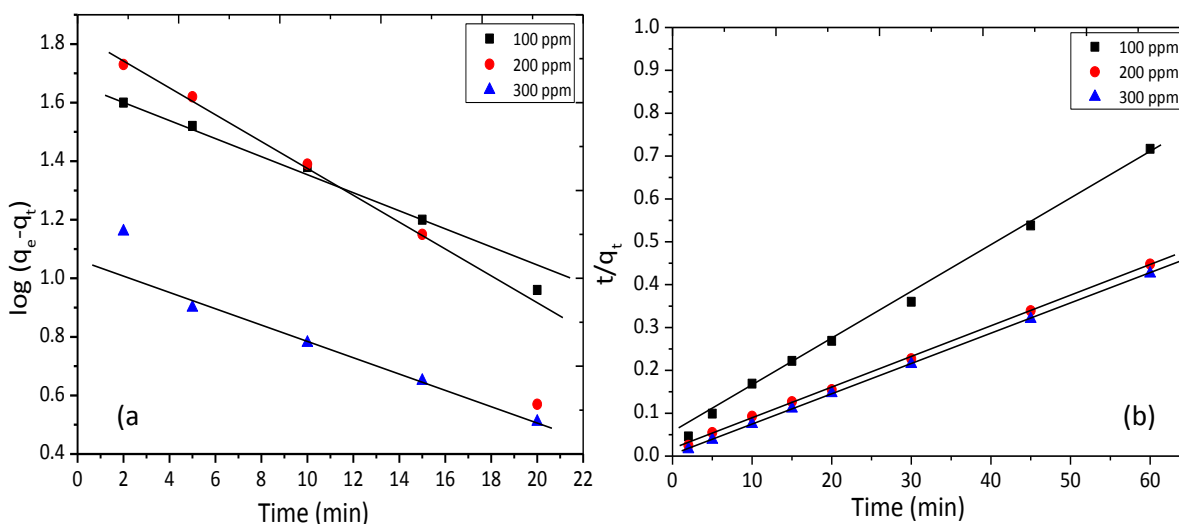 1.8
1.6
1.4
1.2
1.0
0.8
0.6
0.4
log (qe-qt)
0 2 4 6 8 10 12 14 16 18 20 22
Time (min)
100 ppm
200 ppm
300 ppm
(a
1.0
0.9
0.8
0.7
0.6
0.5
0.4
0.3
0.2
0.1
0.0
t/qt
0 10 20 30 40 50 60
Time (min)
100 ppm
200 ppm
300 ppm
(b)